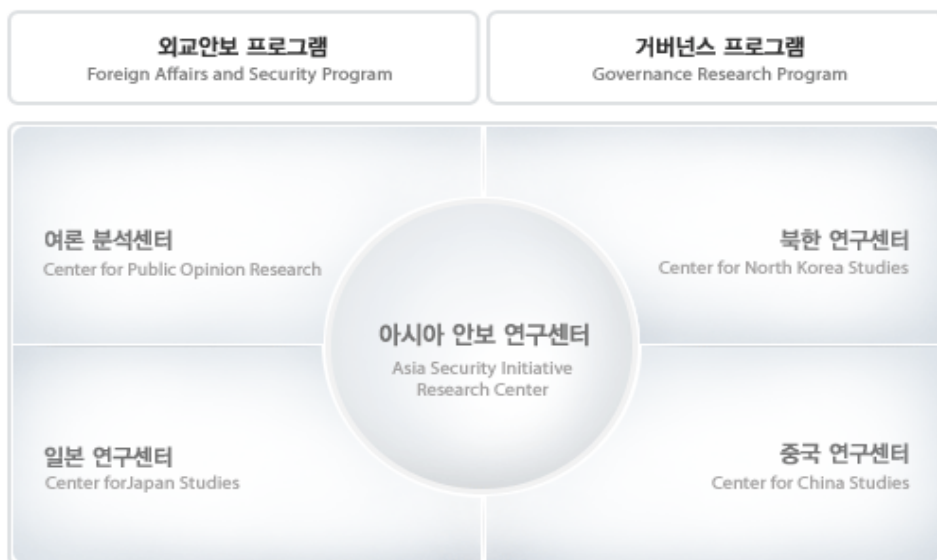 외교안보 프로그램
Foreign Affairs and Security Program
거버넌스 프로그램
Governance Research Program
여론 분석센터
Center for Public Opinion Research
북한 연구센터
Center for North Korea Studies
아시아 안보 연구센터
Asia Security Initiative
Research Center
일본 연구센터
Center forJapan Studies
중국 연구센터
Center for China Studies